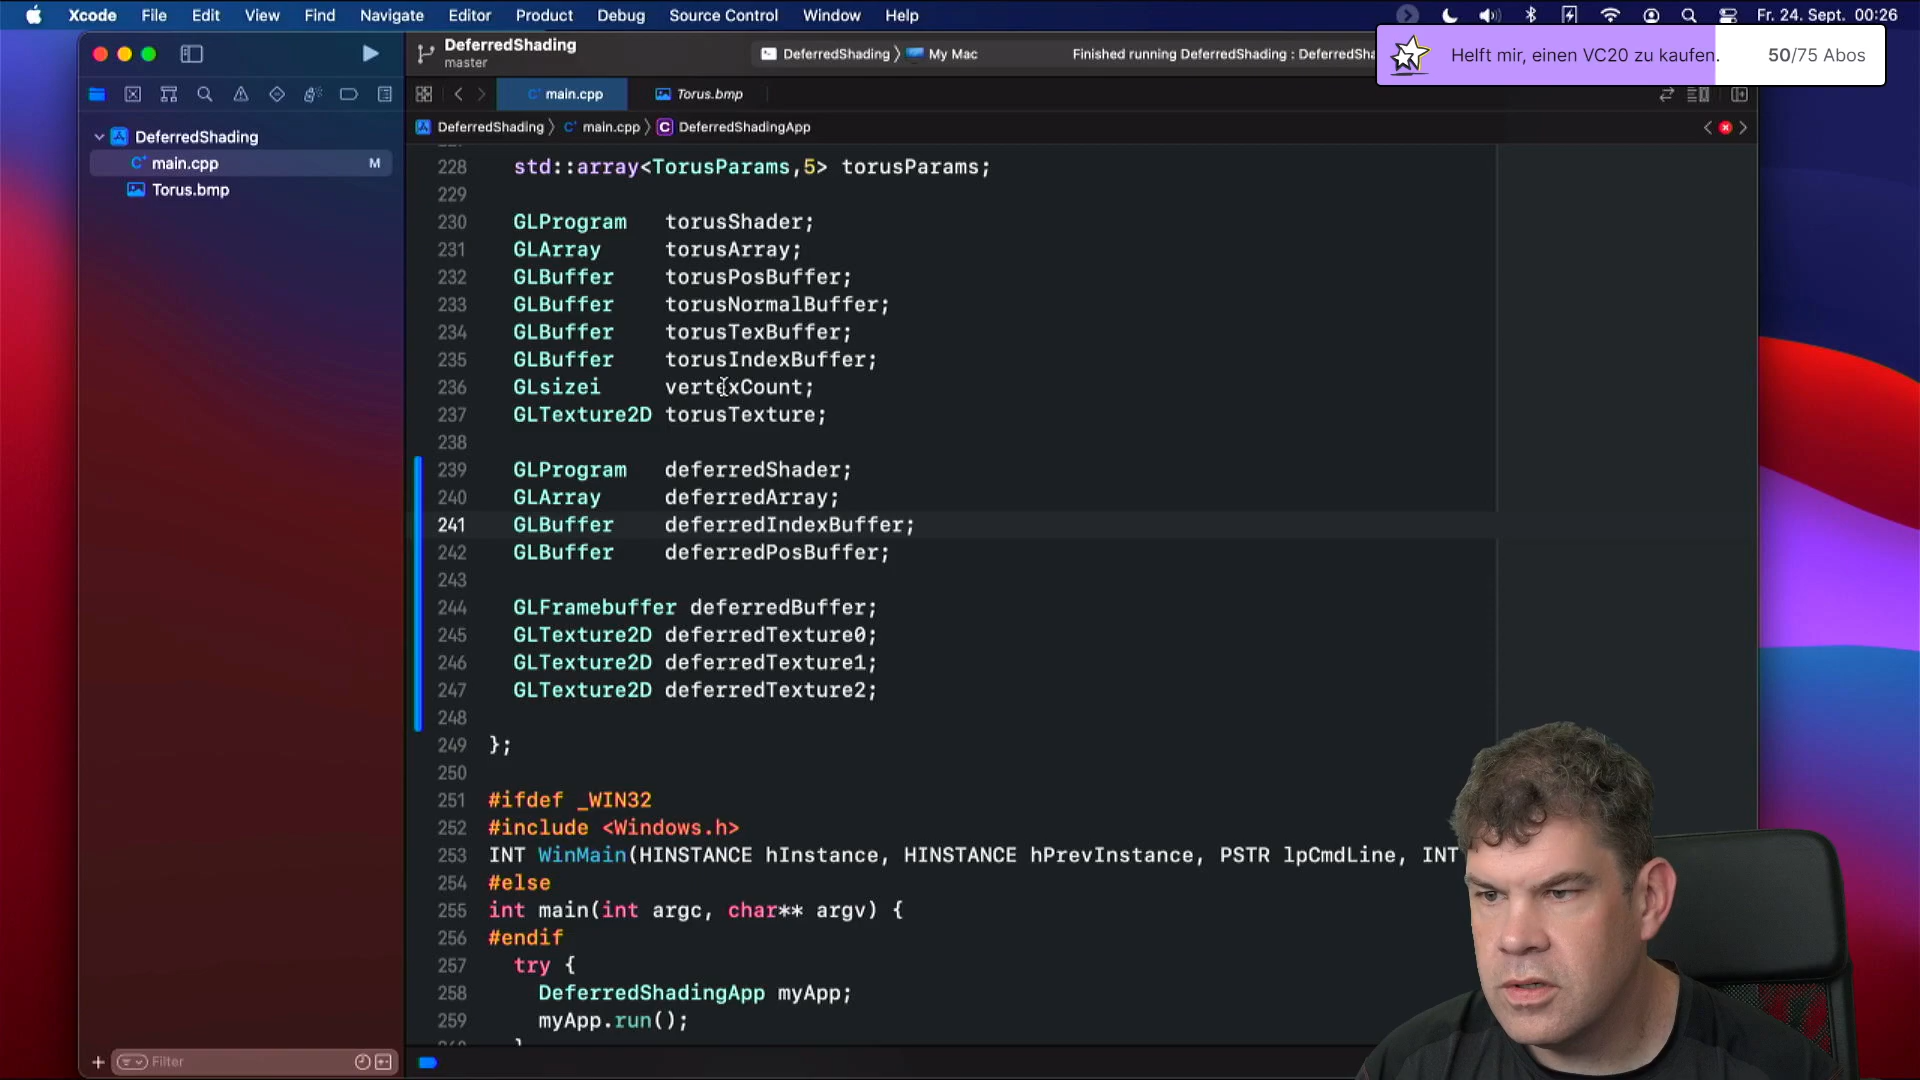 Xcode File Edit View Find Navigate Editor Product Debug Source Control Window Help Fr. 24. Sept. 00:26
Helft mir, einen VC20 zu kaufen. 50/75 Abos
DeferredShading
master
DeferredShading 〉 My Mac
Finished running DeferredShading : DeferredSha
main.cpp
Torus.bmp
DeferredShading 〉 main.cpp 〉 C DeferredShadingApp
DeferredShading
main.cpp M
Torus.bmp
228 std::array<TorusParams,5> torusParams;
229
230 GLProgram torusShader;
231 GLArray torusArray;
232 GLBuffer torusPosBuffer;
233 GLBuffer torusNormalBuffer;
234 GLBuffer torusTexBuffer;
235 GLBuffer torusIndexBuffer;
236 GLsizei vertexCount;
237 GLTexture2D torusTexture;
238
239 GLProgram deferredShader;
240 GLArray deferredArray;
241 GLBuffer deferredIndexBuffer;
242 GLBuffer deferredPosBuffer;
243
244 GLFramebuffer deferredBuffer;
245 GLTexture2D deferredTexture0;
246 GLTexture2D deferredTexture1;
247 GLTexture2D deferredTexture2;
248
249 };
250
251 #ifdef _WIN32
252 #include <Windows.h>
253 INT WinMain(HINSTANCE hInstance, HINSTANCE hPrevInstance, PSTR lpCmdLine, INT
254 #else
255 int main(int argc, char** argv) {
256 #endif
257 try {
258 DeferredShadingApp myApp;
259 myApp.run();
Filter